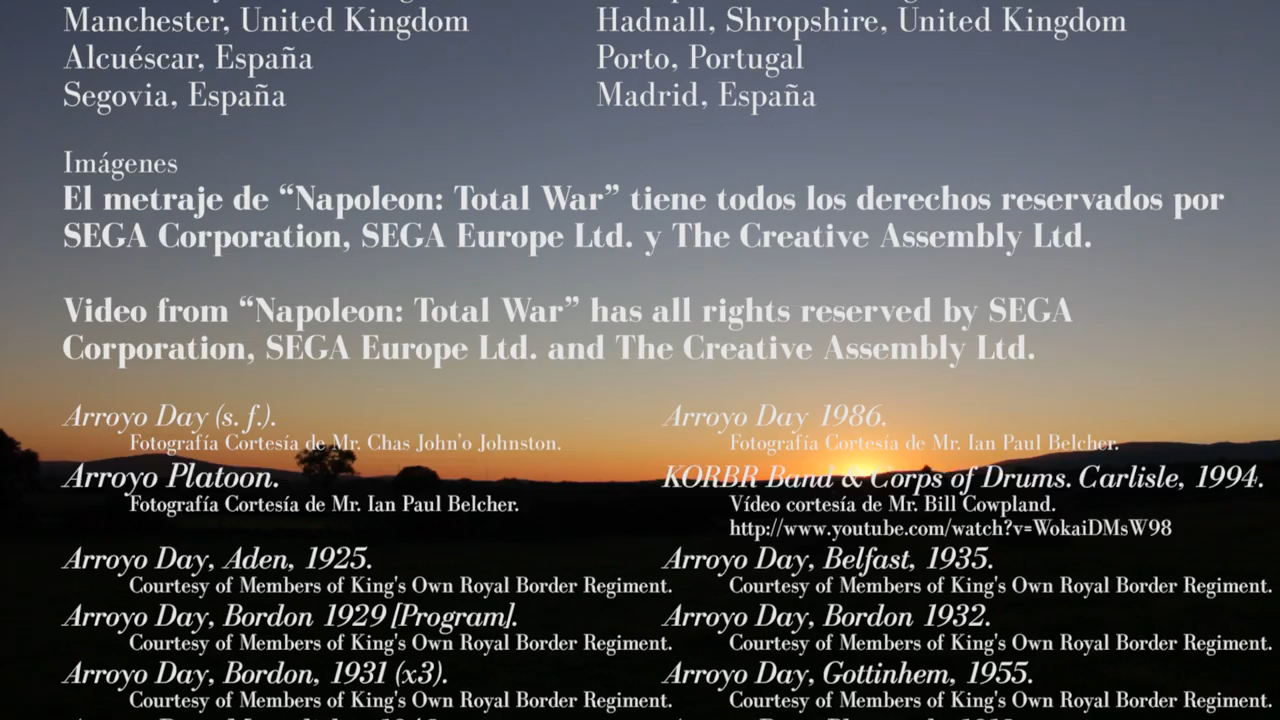 Manchester, United Kingdom
Hadnall, Shropshire, United Kingdom
Alcuéscar, España
Porto, Portugal
Segovia, España
Madrid, España
Imágenes
El metraje de “Napoleon: Total War” tiene todos los derechos reservados por
SEGA Corporation, SEGA Europe Ltd. y The Creative Assembly Ltd.
Video from “Napoleon: Total War” has all rights reserved by SEGA
Corporation, SEGA Europe Ltd. and The Creative Assembly Ltd.
Arroyo Day (s. f.).
Fotografía Cortesía de Mr. Chas John'o Johnston.
Arroyo Day 1986.
Fotografía Cortesía de Mr. Ian Paul Belcher.
Arroyo Platoon.
Fotografía Cortesía de Mr. Ian Paul Belcher.
KORBR Band & Corps of Drums. Carlisle, 1994.
Vídeo cortesía de Mr. Bill Cowpland.
http://www.youtube.com/watch?v=WokaiDMsW98
Arroyo Day, Aden, 1925.
Courtesy of Members of King's Own Royal Border Regiment.
Arroyo Day, Belfast, 1935.
Courtesy of Members of King's Own Royal Border Regiment.
Arroyo Day, Bordon 1929 [Program].
Courtesy of Members of King's Own Royal Border Regiment.
Arroyo Day, Bordon 1932.
Courtesy of Members of King's Own Royal Border Regiment.
Arroyo Day, Bordon, 1931 (x3).
Courtesy of Members of King's Own Royal Border Regiment.
Arroyo Day, Gottinhem, 1955.
Courtesy of Members of King's Own Royal Border Regiment.